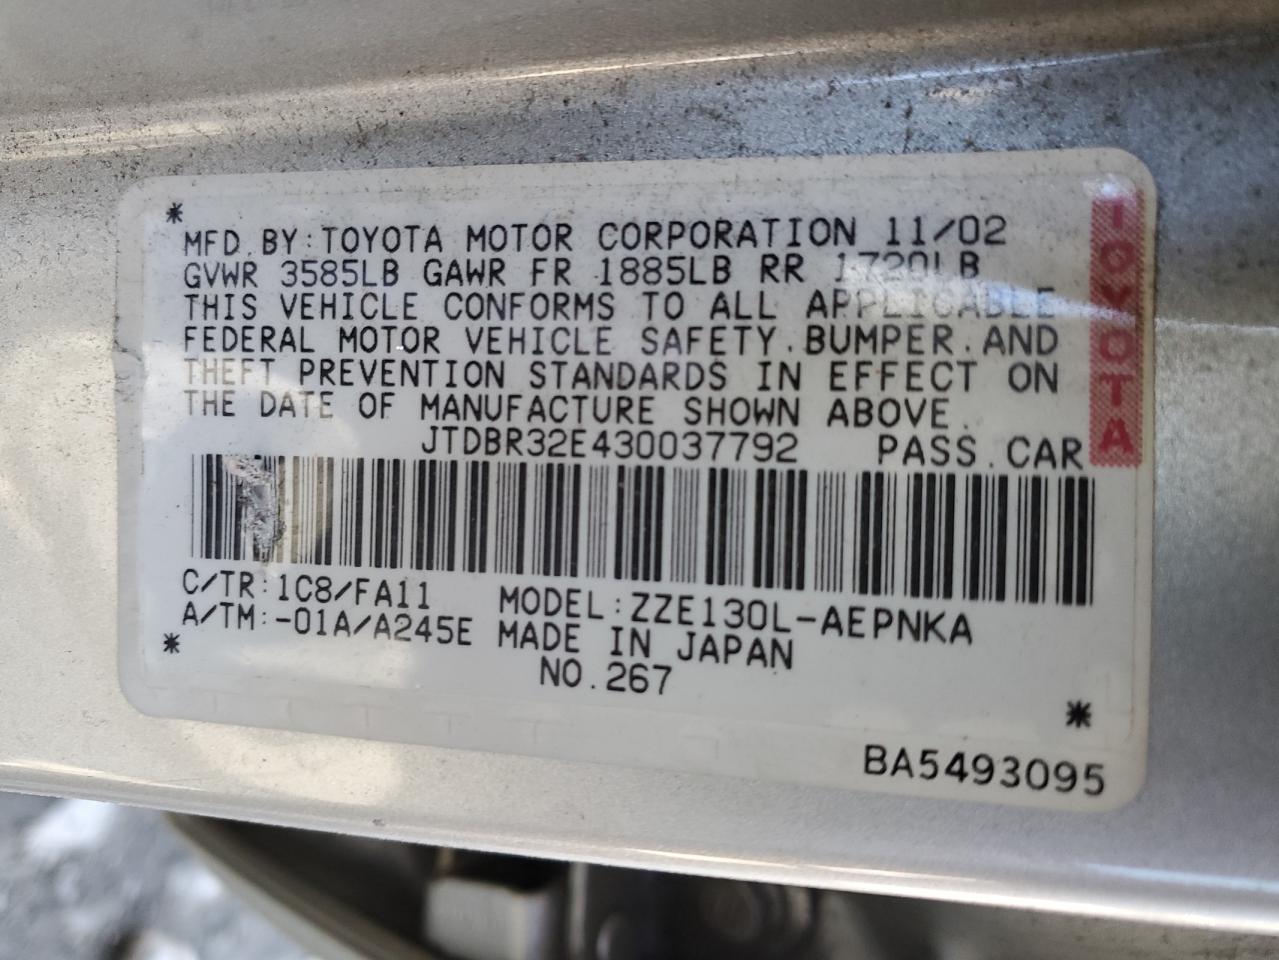 *
MFD. BY: TOYOTA MOTOR CORPORATION 11/02
GVWR 3585LB GAWR FR 1885LB RR 1720LB
THIS VEHICLE CONFORMS TO ALL APPLICABLE
FEDERAL MOTOR VEHICLE SAFETY. BUMPER. AND
THEFT PREVENTION STANDARDS IN EFFECT ON
THE DATE OF MANUFACTURE SHOWN ABOVE.
JTDBR32E430037792 PASS. CAR
TOYOTA
C/TR: 1C8/FA11 MODEL: ZZE130L-AEPNKA
A/TM: -01A/A245E MADE IN JAPAN
* NO. 267
*
BA5493095